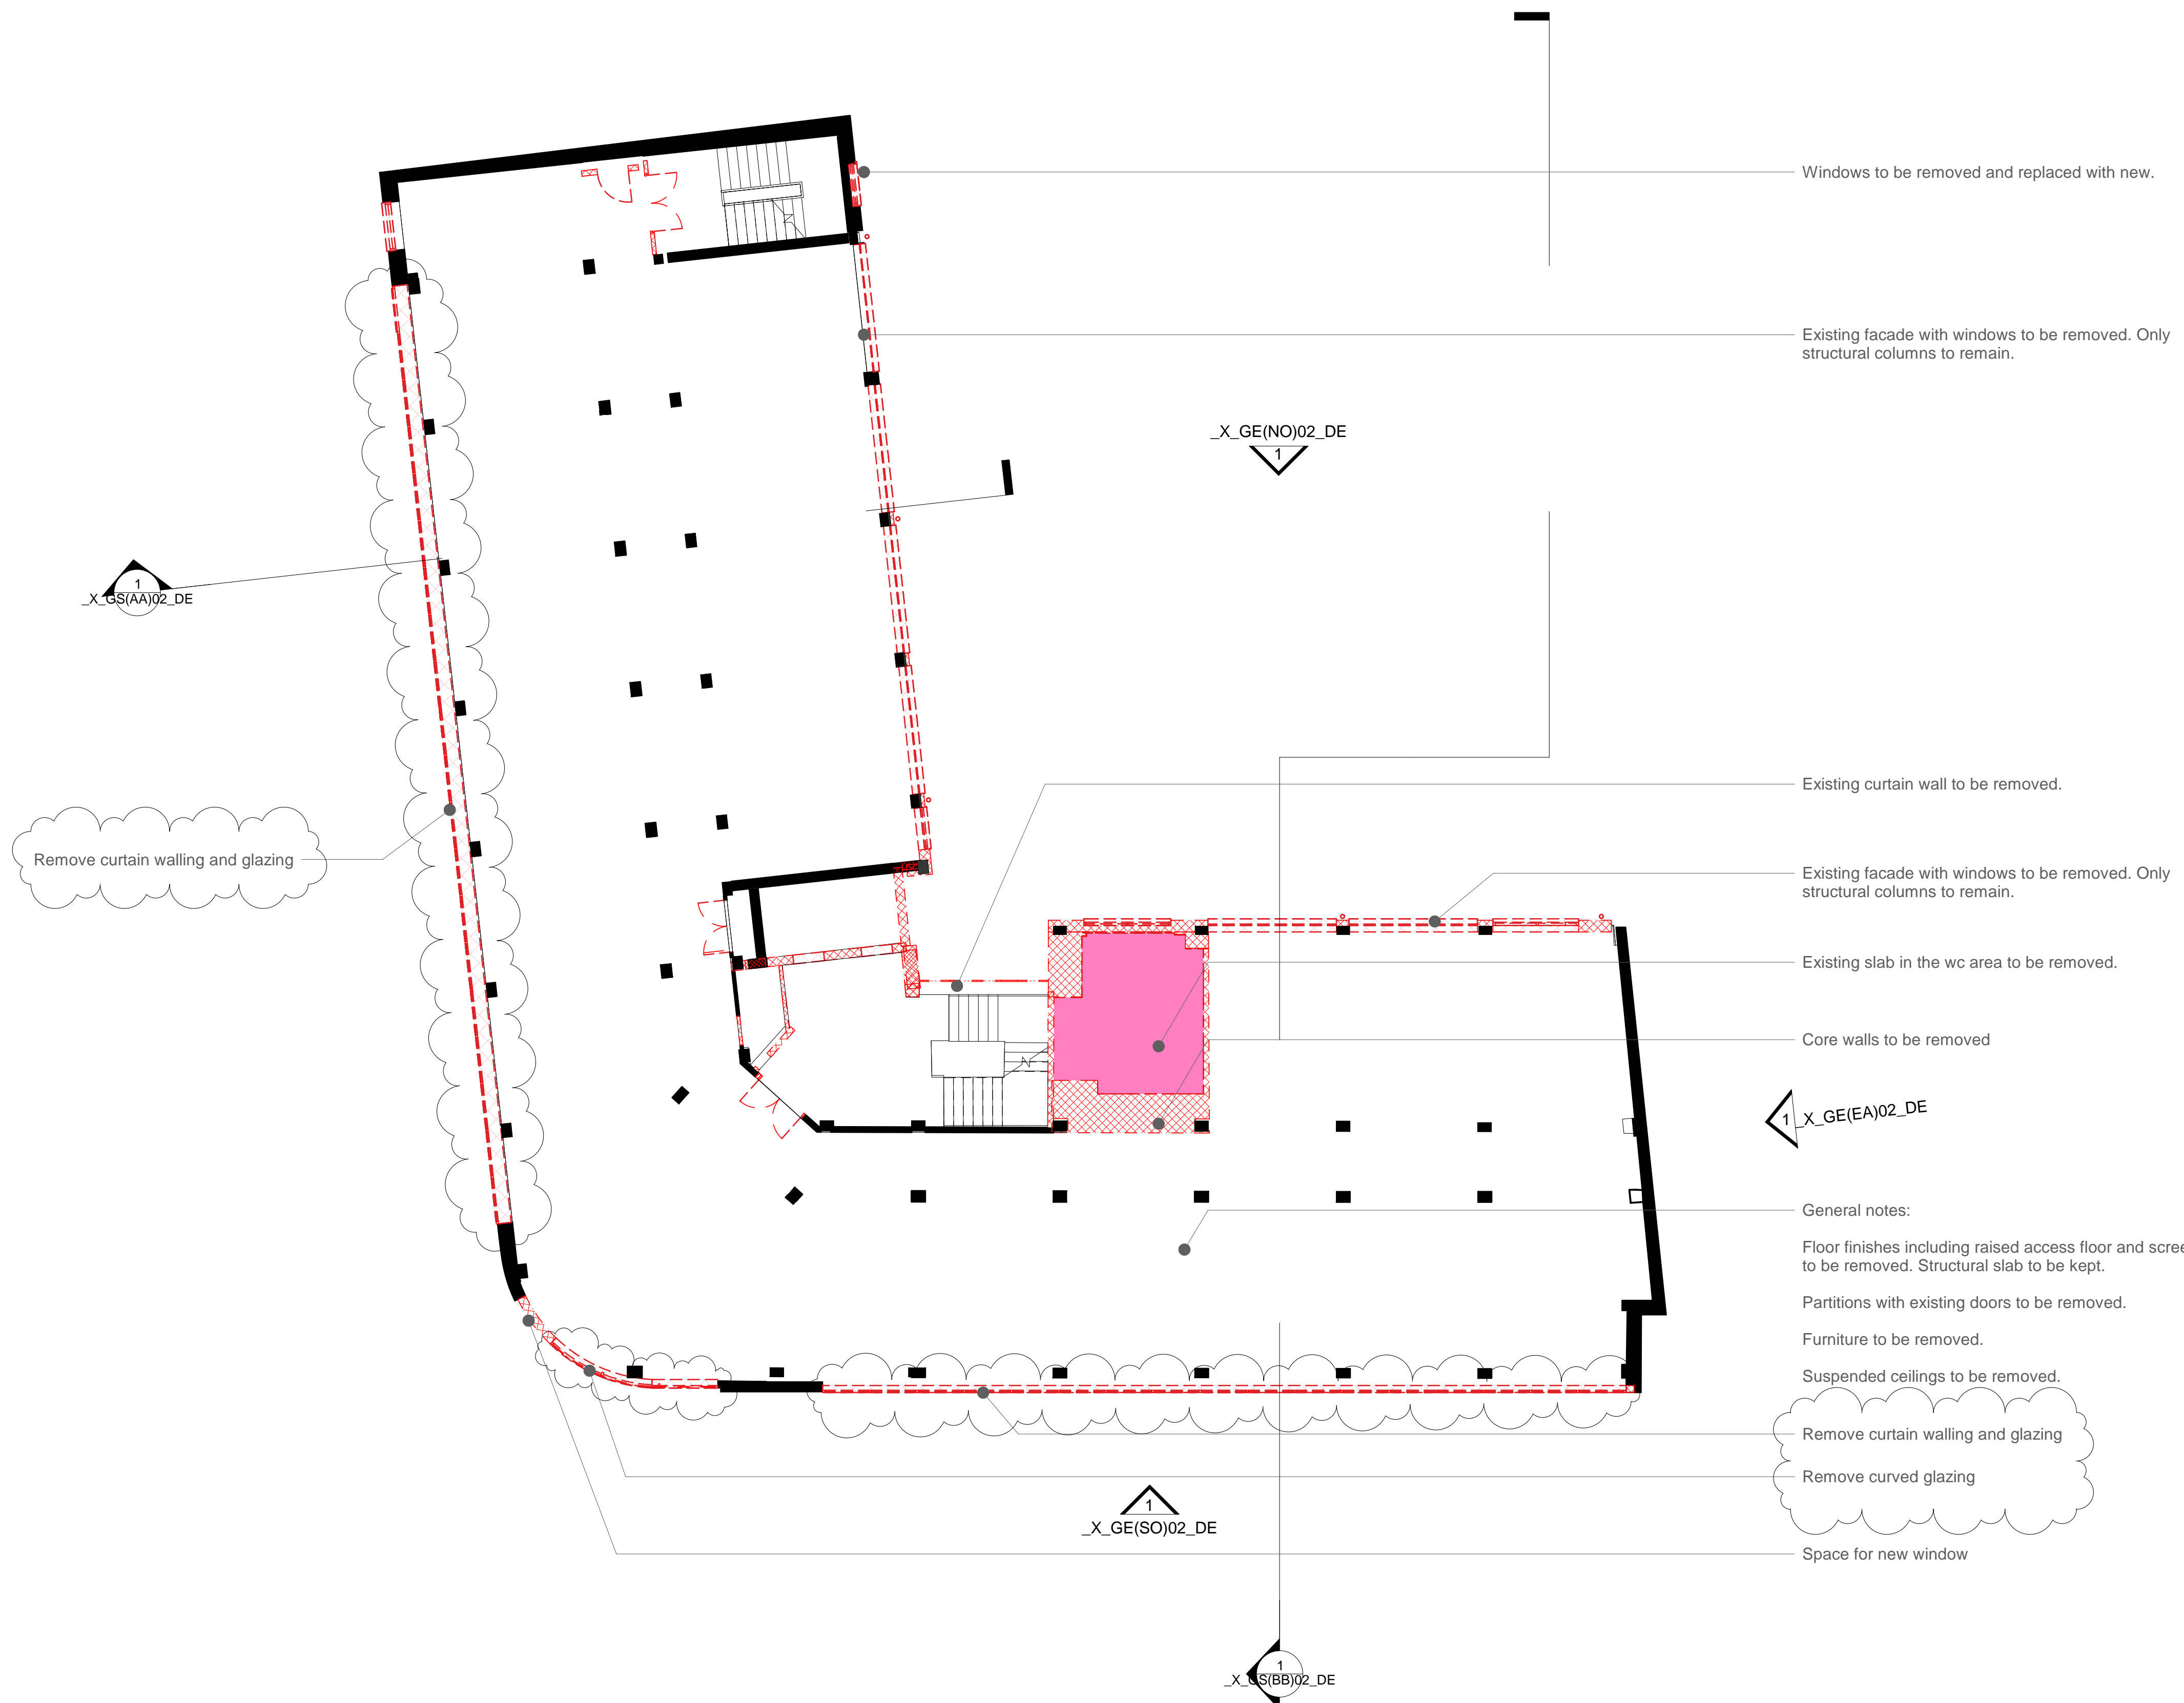 Windows to be removed and replaced with new.
Existing facade with windows to be removed. Only
structural columns to remain.
_X_GE(NO)02_DE
1
1
_X_GS(AA)02_DE
Existing curtain wall to be removed.
Remove curtain walling and glazing
Existing facade with windows to be removed. Only
structural columns to remain.
Existing slab in the wc area to be removed.
Core walls to be removed
1
_X_GE(EA)02_DE
General notes:
Floor finishes including raised access floor and scree
to be removed. Structural slab to be kept.
Partitions with existing doors to be removed.
Furniture to be removed.
Suspended ceilings to be removed.
Remove curtain walling and glazing
Remove curved glazing
1
_X_GE(SO)02_DE
Space for new window
1
_X_GS(BB)02_DE